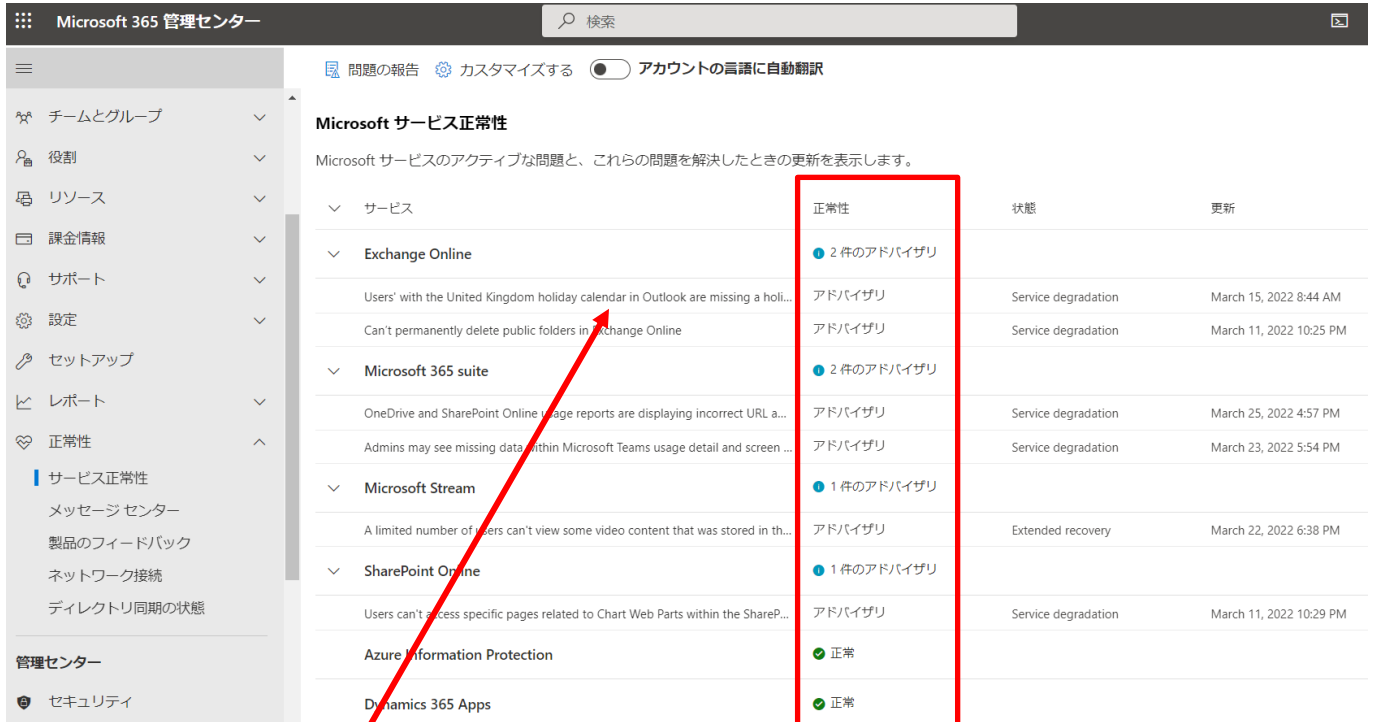 Microsoft 365 管理センター
検索
問題の報告 カスタマイズする アカウントの言語に自動翻訳
チームとグループ
役割
リソース
課金情報
サポート
設定
セットアップ
レポート
正常性
サービス正常性
メッセージ センター
製品のフィードバック
ネットワーク接続
ディレクトリ同期の状態
管理センター
セキュリティ
Microsoft サービス正常性
Microsoft サービスのアクティブな問題と、これらの問題を解決したときの更新を表示します。
サービス 正常性 状態 更新
Exchange Online 2 件のアドバイザリ
Users' with the United Kingdom holiday calendar in Outlook are missing a holi... アドバイザリ Service degradation March 15, 2022 8:44 AM
Can't permanently delete public folders in Exchange Online アドバイザリ Service degradation March 11, 2022 10:25 PM
Microsoft 365 suite 2 件のアドバイザリ
OneDrive and SharePoint Online usage reports are displaying incorrect URL a... アドバイザリ Service degradation March 25, 2022 4:57 PM
Admins may see missing data within Microsoft Teams usage detail and screen ... アドバイザリ Service degradation March 23, 2022 5:54 PM
Microsoft Stream 1 件のアドバイザリ
A limited number of users can't view some video content that was stored in th... アドバイザリ Extended recovery March 22, 2022 6:38 PM
SharePoint Online 1 件のアドバイザリ
Users can't access specific pages related to Chart Web Parts within the ShareP... アドバイザリ Service degradation March 11, 2022 10:29 PM
Azure Information Protection 正常
Dynamics 365 Apps 正常